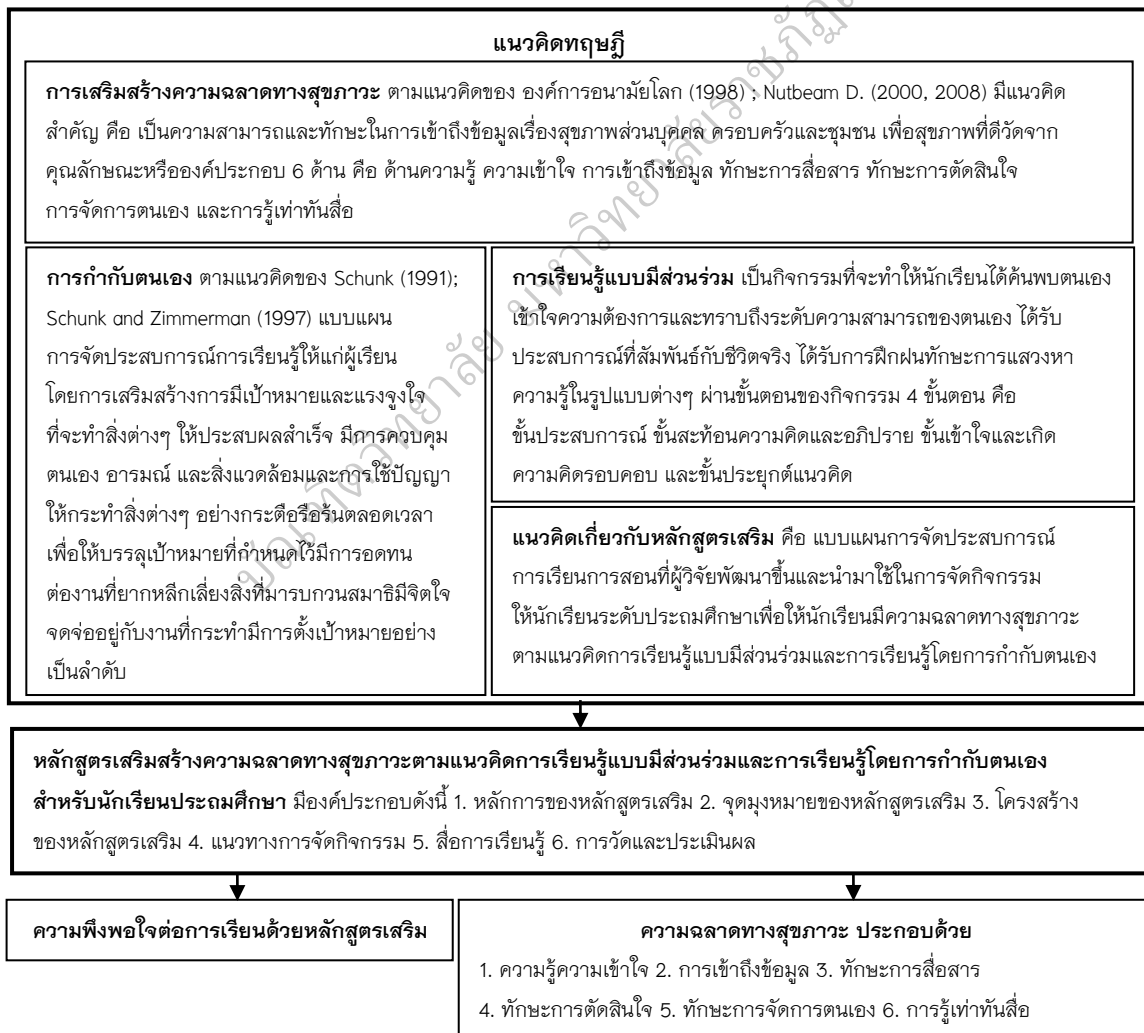 แนวคิดทฤษฎี
การเสริมสร้างความฉลาดทางสุขภาวะ ตามแนวคิดของ องค์การอนามัยโลก (1998) ; Nutbeam D. (2000, 2008) มีแนวคิด
สำคัญ คือ เป็นความสามารถและทักษะในการเข้าถึงข้อมูลเรื่องสุขภาพส่วนบุคคล ครอบครัวและชุมชน เพื่อสุขภาพที่ดีวัดจาก
คุณลักษณะหรือองค์ประกอบ 6 ด้าน คือ ด้านความรู้ ความเข้าใจ การเข้าถึงข้อมูล ทักษะการสื่อสาร ทักษะการตัดสินใจ
การจัดการตนเอง และการรู้เท่าทันสื่อ
การกำกับตนเอง ตามแนวคิดของ Schunk (1991);
Schunk and Zimmerman (1997) แบบแผน
การจัดประสบการณ์การเรียนรู้ให้แก่ผู้เรียน
โดยการเสริมสร้างการมีเป้าหมายและแรงจูงใจ
ที่จะทำสิ่งต่างๆ ให้ประสบผลสำเร็จ มีการควบคุม
ตนเอง อารมณ์ และสิ่งแวดล้อมและการใช้ปัญญา
ให้กระทำสิ่งต่างๆ อย่างกระตือรือร้นตลอดเวลา
เพื่อให้บรรลุเป้าหมายที่กำหนดไว้มีการอดทน
ต่องานที่ยากหลีกเลี่ยงสิ่งที่มารบกวนสมาธิมีจิตใจ
จดจ่ออยู่กับงานที่กระทำมีการตั้งเป้าหมายอย่าง
เป็นลำดับ
การเรียนรู้แบบมีส่วนร่วม เป็นกิจกรรมที่จะทำให้นักเรียนได้ค้นพบตนเอง
เข้าใจความต้องการและทราบถึงระดับความสามารถของตนเอง ได้รับ
ประสบการณ์ที่สัมพันธ์กับชีวิตจริง ได้รับการฝึกฝนทักษะการแสวงหา
ความรู้ในรูปแบบต่างๆ ผ่านขั้นตอนของกิจกรรม 4 ขั้นตอน คือ
ขั้นประสบการณ์ ขั้นสะท้อนความคิดและอภิปราย ขั้นเข้าใจและเกิด
ความคิดรอบคอบ และขั้นประยุกต์แนวคิด
แนวคิดเกี่ยวกับหลักสูตรเสริม คือ แบบแผนการจัดประสบการณ์
การเรียนการสอนที่ผู้วิจัยพัฒนาขึ้นและนำมาใช้ในการจัดกิจกรรม
ให้นักเรียนระดับประถมศึกษาเพื่อให้นักเรียนมีความฉลาดทางสุขภาวะ
ตามแนวคิดการเรียนรู้แบบมีส่วนร่วมและการเรียนรู้โดยการกำกับตนเอง
หลักสูตรเสริมสร้างความฉลาดทางสุขภาวะตามแนวคิดการเรียนรู้แบบมีส่วนร่วมและการเรียนรู้โดยการกำกับตนเอง
สำหรับนักเรียนประถมศึกษา มีองค์ประกอบดังนี้ 1. หลักการของหลักสูตรเสริม 2. จุดมุงหมายของหลักสูตรเสริม 3. โครงสร้าง
ของหลักสูตรเสริม 4. แนวทางการจัดกิจกรรม 5. สื่อการเรียนรู้ 6. การวัดและประเมินผล
ความพึงพอใจต่อการเรียนด้วยหลักสูตรเสริม
ความฉลาดทางสุขภาวะ ประกอบด้วย
1. ความรู้ความเข้าใจ 2. การเข้าถึงข้อมูล 3. ทักษะการสื่อสาร
4. ทักษะการตัดสินใจ 5. ทักษะการจัดการตนเอง 6. การรู้เท่าทันสื่อ
บัณฑิตวิทยาลัย มหาวิทยาลัยราชภัฏ